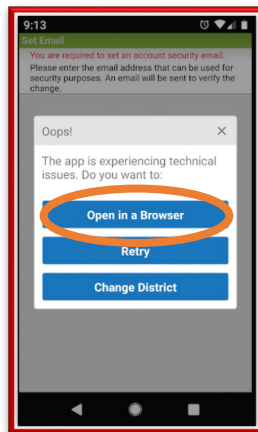 9:13
Set Email
You are required to set an account security email.
Please enter the email address that can be used for
security purposes. An email will be sent to verify the
change.
Oops!
The app is experiencing technical
issues. Do you want to:
Open in a Browser
Retry
Change District